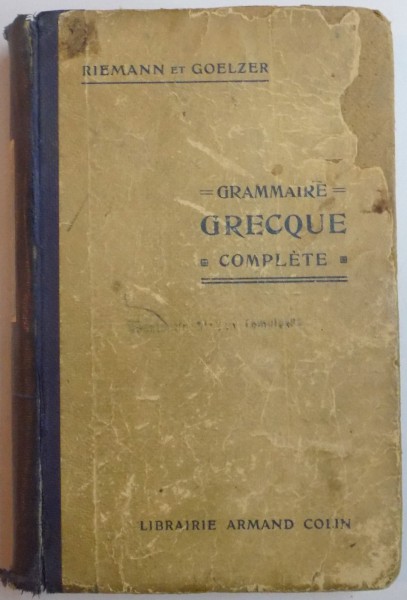 RIEMANN ET GOELZER
GRAMMAIRE
GRECQUE
COMPLÈTE
LIBRAIRIE ARMAND COLIN